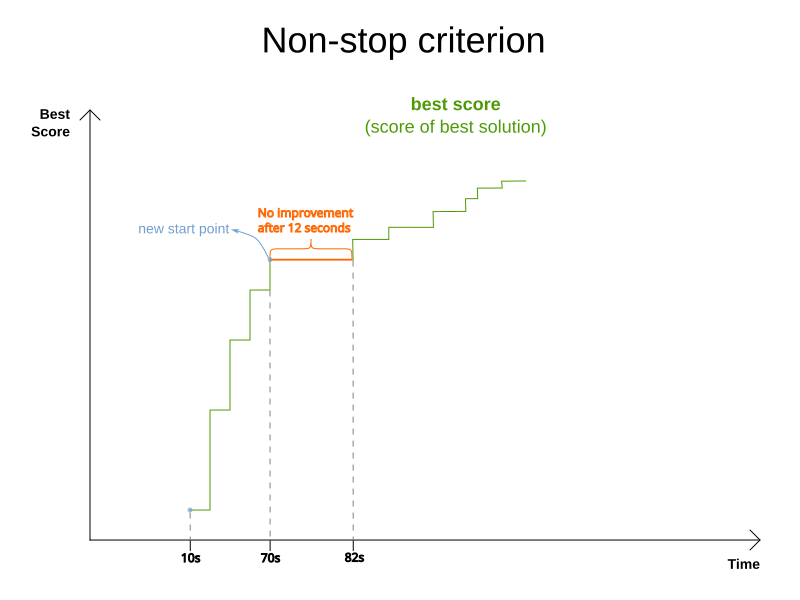 Non-stop criterion
best score
(score of best solution)
Best
Score
No improvement
after 12 seconds
new start point
10s
70s
82s
Time